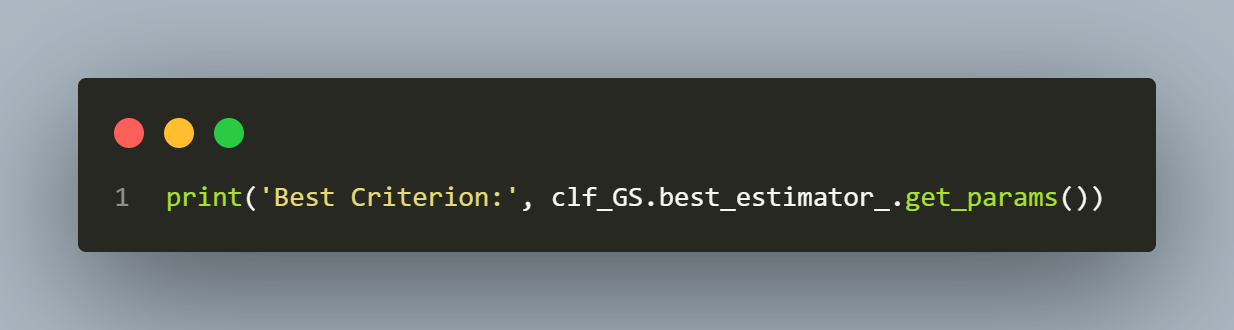 1 print('Best Criterion:', clf_GS.best_estimator_.get_params())